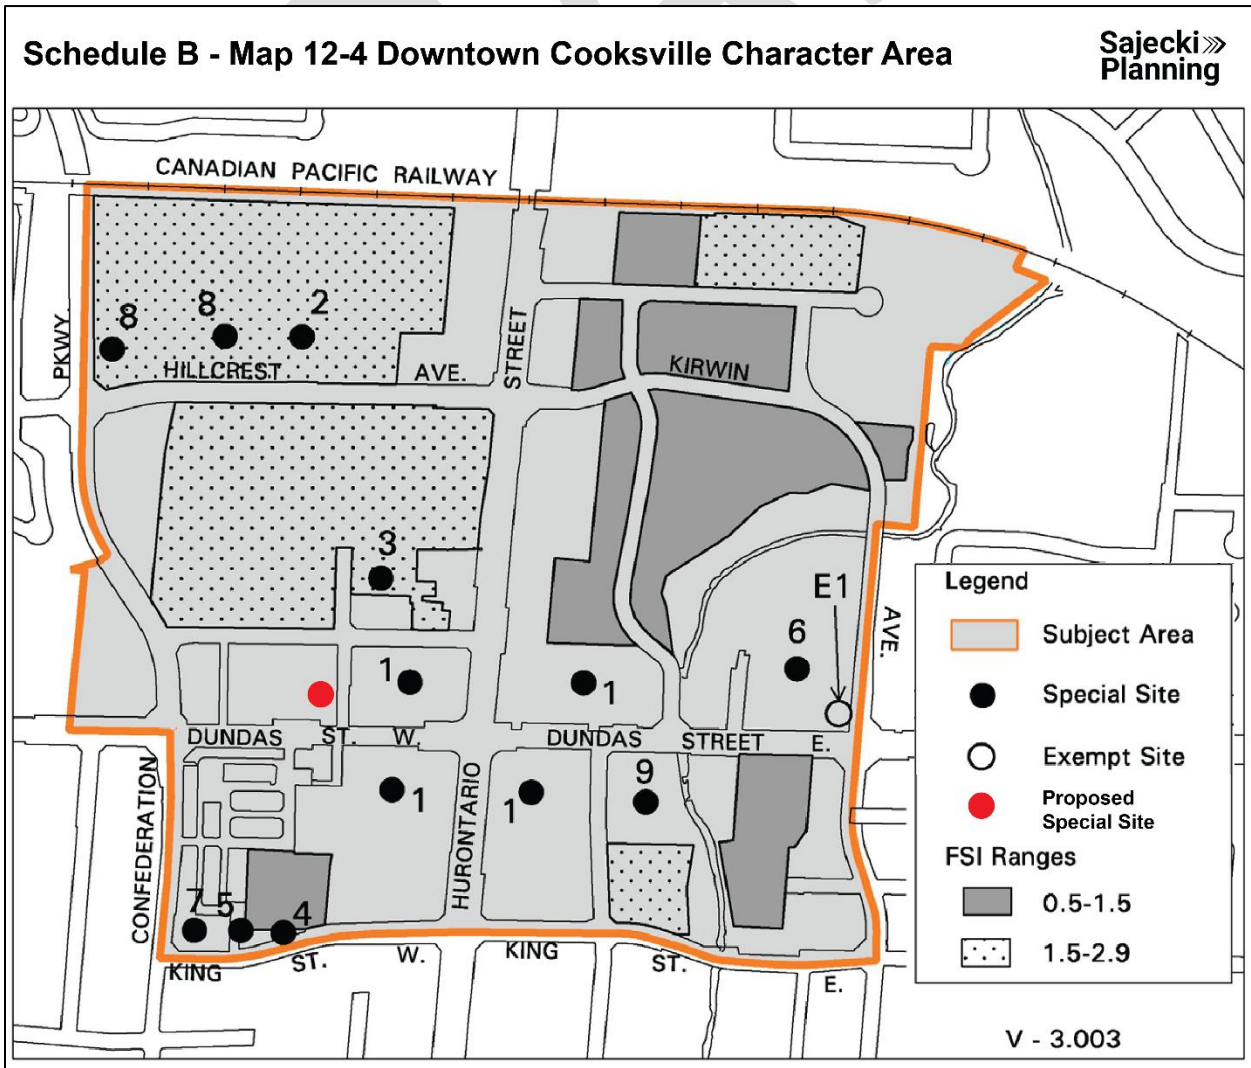 Schedule B - Map 12-4 Downtown Cooksville Character Area
Sajecki
Planning
CANADIAN PACIFIC RAILWAY
8
8
2
PKWY
HILLCREST AVE.
STREET
KIRWIN
3
E1
6
AVE.
1
1
DUNDAS ST. W.
DUNDAS STREET E.
CONFEDERATION
HURONTARIO
1
1
9
7
5
4
KING ST. W.
KING ST. E.
Legend
Subject Area
Special Site
Exempt Site
Proposed
Special Site
FSI Ranges
0.5-1.5
1.5-2.9
V - 3.003